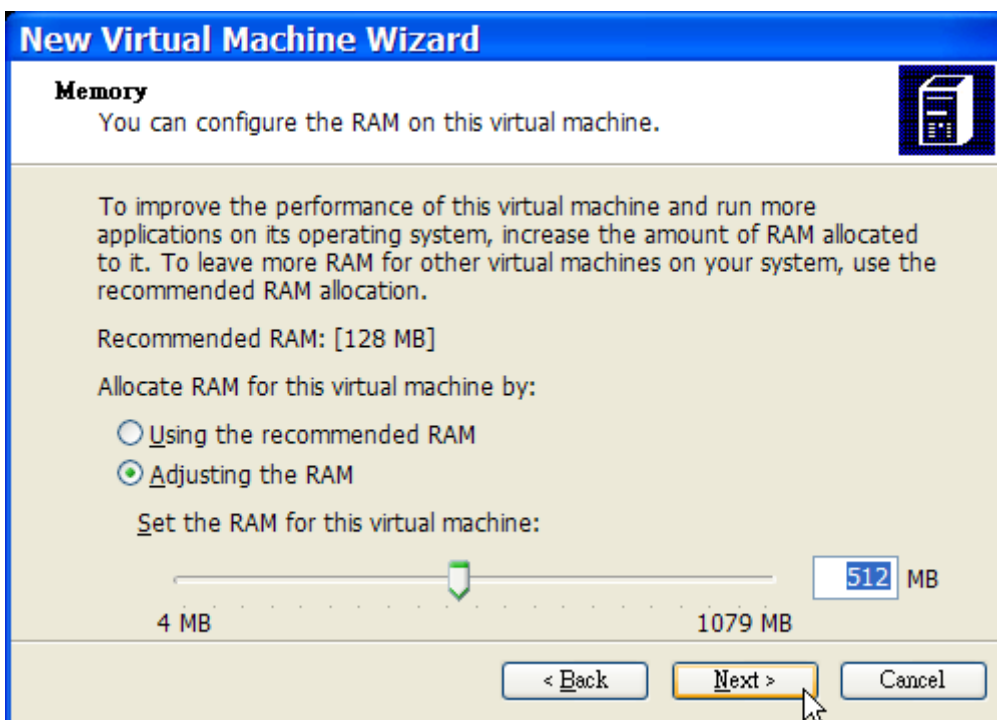 New Virtual Machine Wizard
Memory
You can configure the RAM on this virtual machine.
To improve the performance of this virtual machine and run more
applications on its operating system, increase the amount of RAM allocated
to it. To leave more RAM for other virtual machines on your system, use the
recommended RAM allocation.
Recommended RAM: [128 MB]
Allocate RAM for this virtual machine by:
Using the recommended RAM
Adjusting the RAM
Set the RAM for this virtual machine:
512 MB
4 MB 1079 MB
< Back Next > Cancel